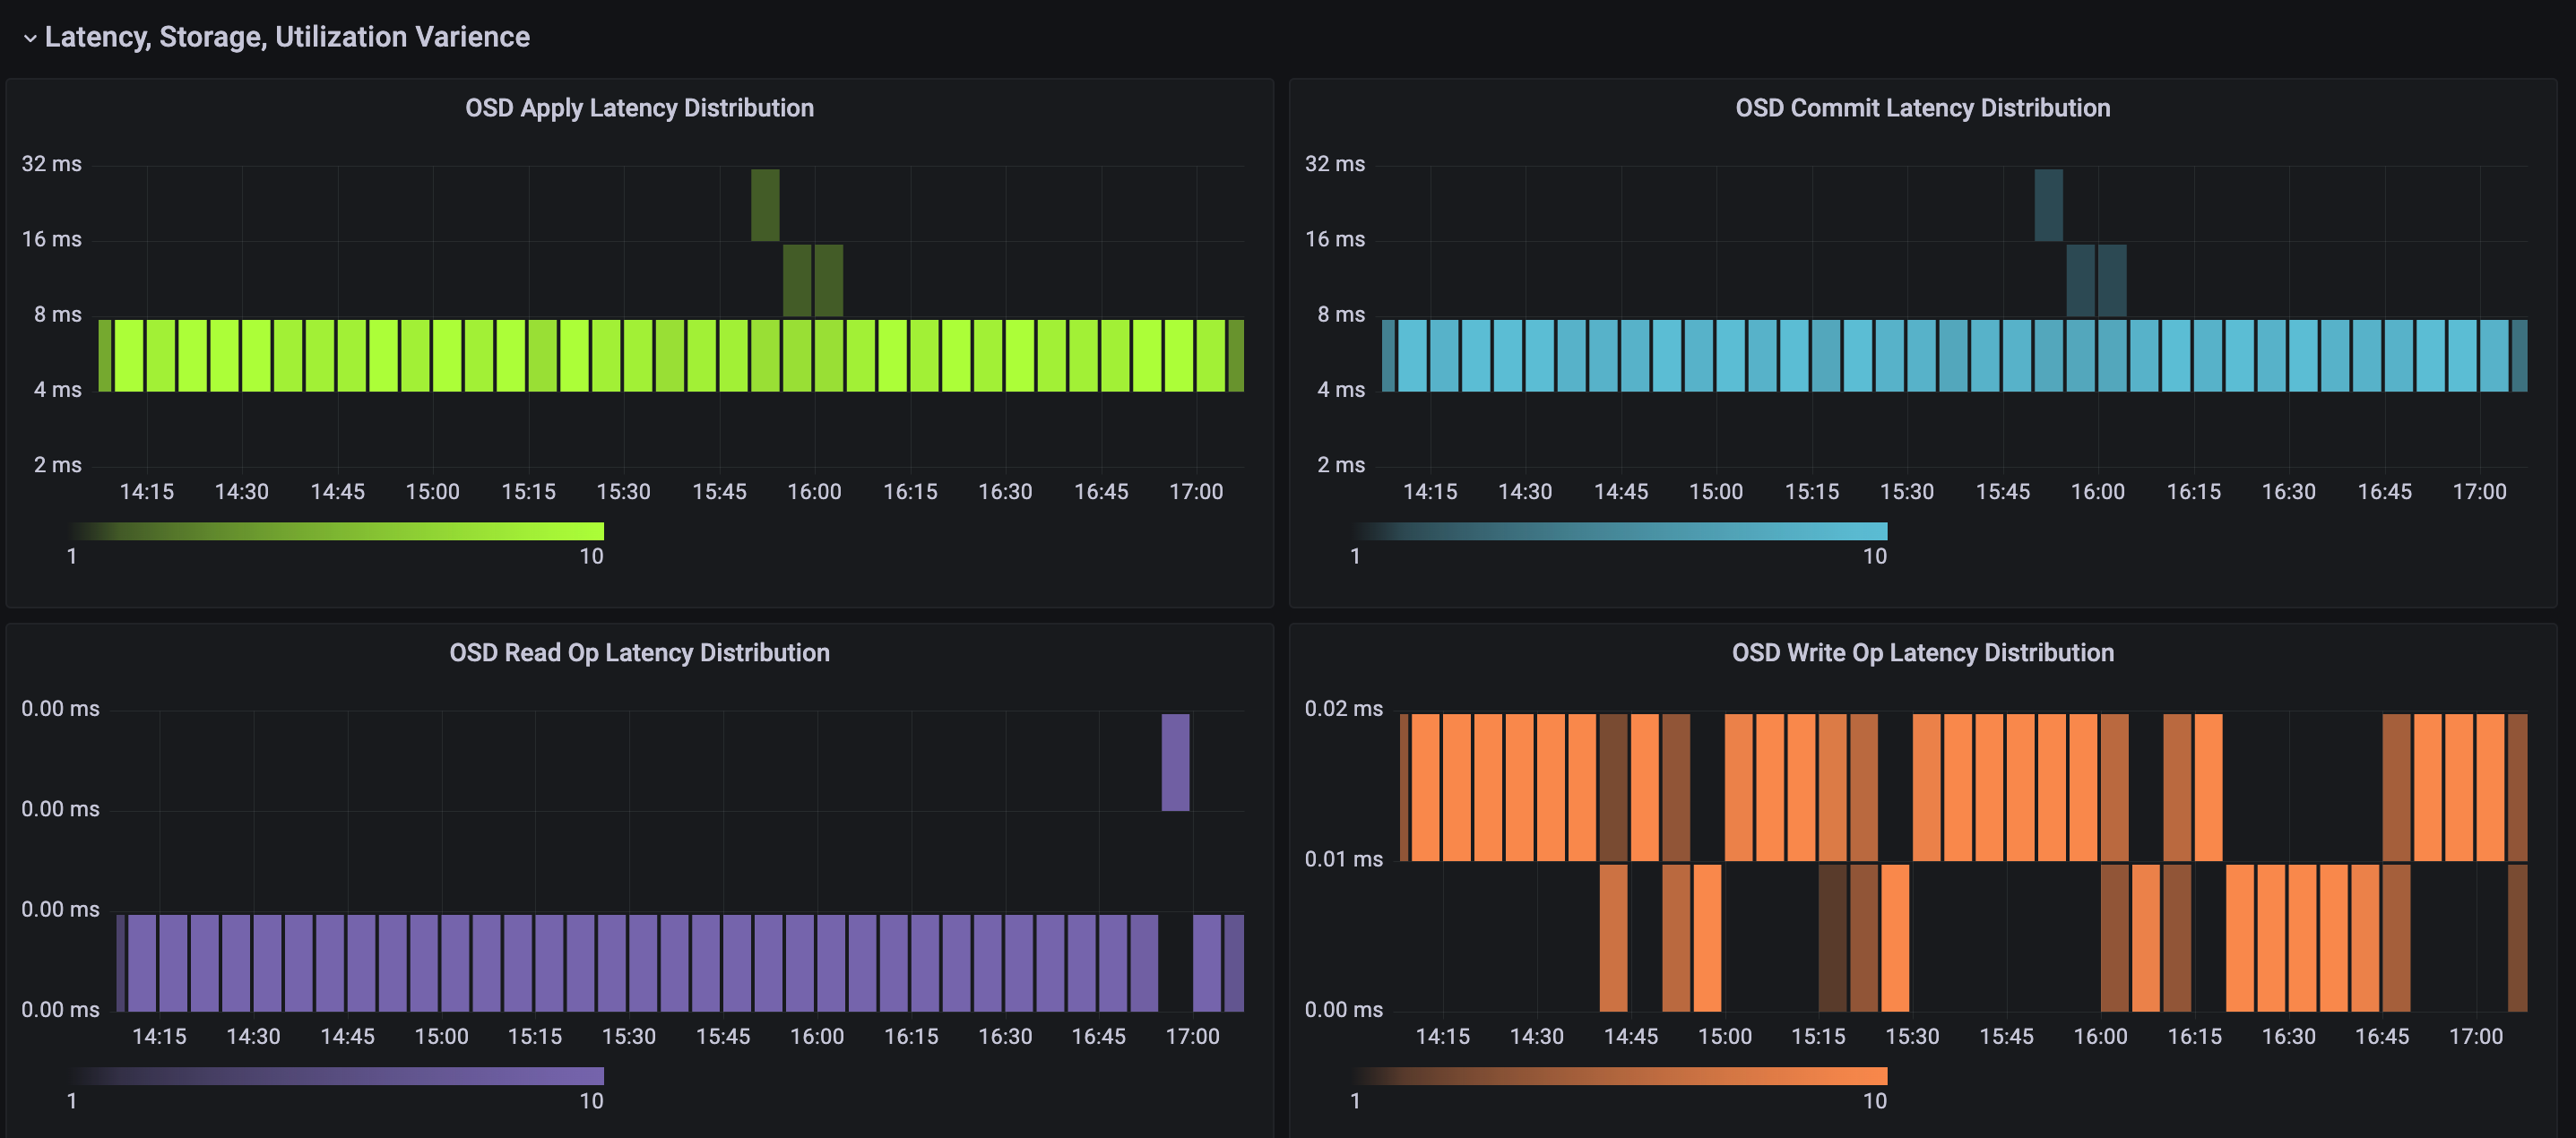 Latency, Storage, Utilization Varience
OSD Apply Latency Distribution
32 ms
16 ms
8 ms
4 ms
2 ms
14:15 14:30 14:45 15:00 15:15 15:30 15:45 16:00 16:15 16:30 16:45 17:00
1 10
OSD Commit Latency Distribution
32 ms
16 ms
8 ms
4 ms
2 ms
14:15 14:30 14:45 15:00 15:15 15:30 15:45 16:00 16:15 16:30 16:45 17:00
1 10
OSD Read Op Latency Distribution
0.00 ms
0.00 ms
0.00 ms
0.00 ms
14:15 14:30 14:45 15:00 15:15 15:30 15:45 16:00 16:15 16:30 16:45 17:00
1 10
OSD Write Op Latency Distribution
0.02 ms
0.01 ms
0.00 ms
14:15 14:30 14:45 15:00 15:15 15:30 15:45 16:00 16:15 16:30 16:45 17:00
1 10